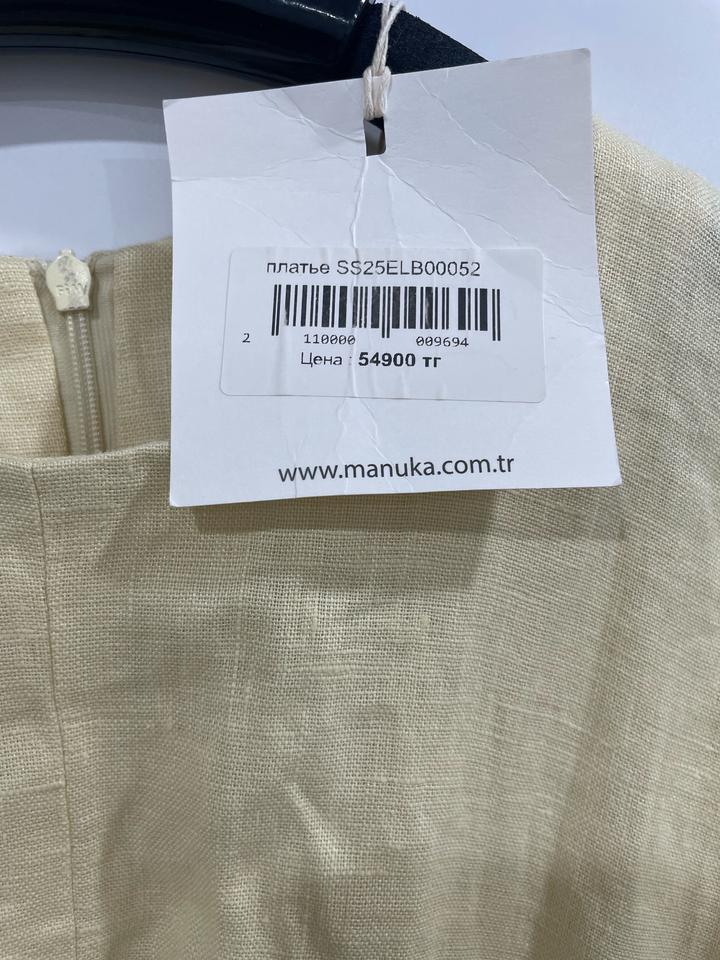 платье SS25ELB00052
2 110000 009694
Цена : 54900 тг
www.manuka.com.tr